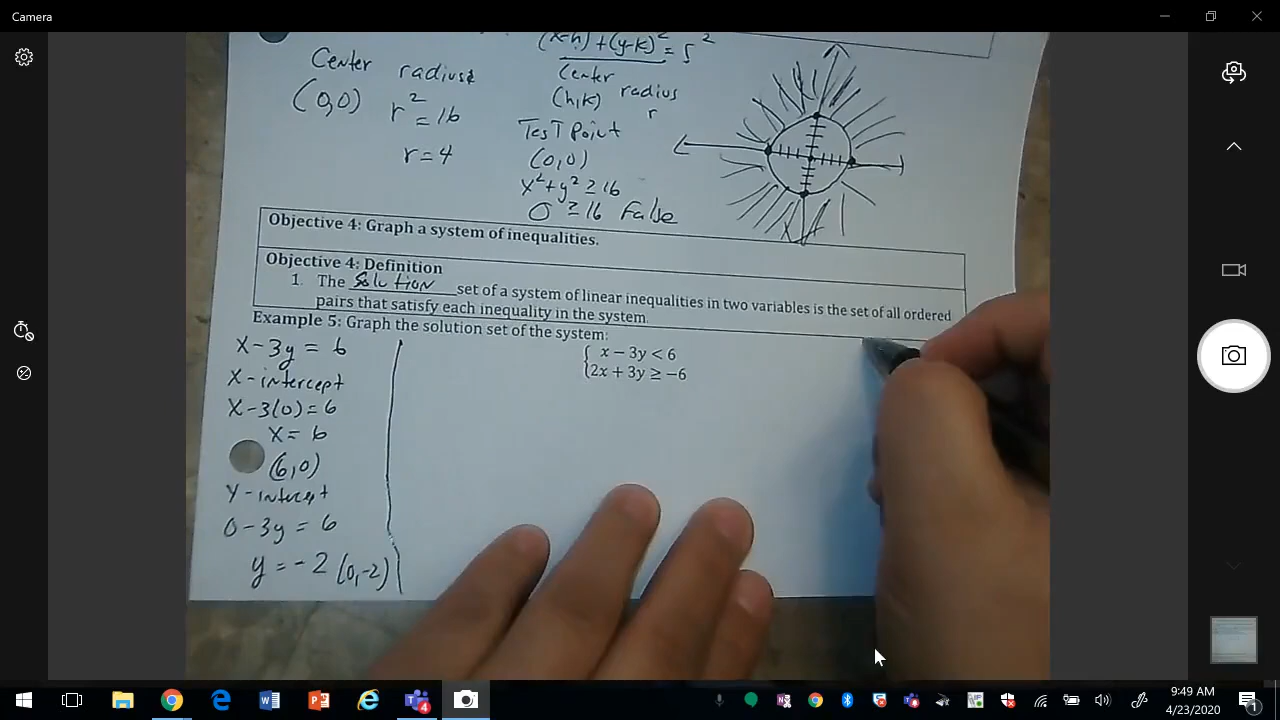 Camera
(x-h)²+(y-k)² = 5²
Center radius
(0,0) r² = 16
r = 4
Center radius
(h,k) r
Test Point
(0,0)
x²+y² ≥ 16
0 ≥ 16 False
Objective 4: Graph a system of inequalities.
Objective 4: Definition
1. The Solution set of a system of linear inequalities in two variables is the set of all ordered
pairs that satisfy each inequality in the system.
Example 5: Graph the solution set of the system:
x − 3y < 6
2x + 3y ≥ −6
x - 3y = 6
X-intercept
x - 3(0) = 6
x = 6
(6,0)
Y-intercept
0 - 3y = 6
y = -2 (0,-2)
9:49 AM
4/23/2020